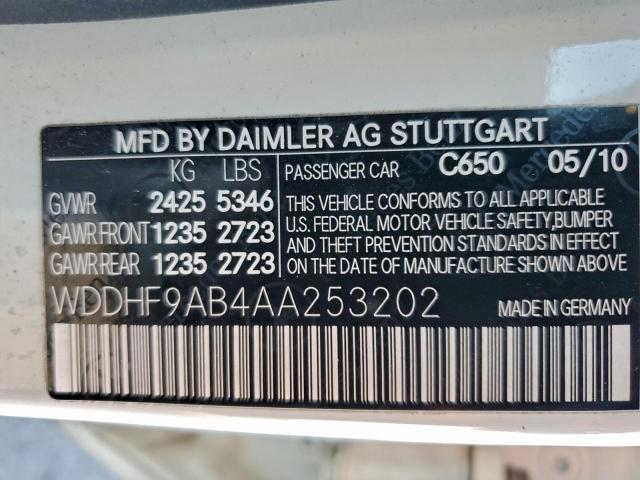 MFD BY DAIMLER AG STUTTGART
KG LBS PASSENGER CAR C650 05/10
GVWR 2425 5346
GAWR FRONT 1235 2723
GAWR REAR 1235 2723
THIS VEHICLE CONFORMS TO ALL APPLICABLE
U.S. FEDERAL MOTOR VEHICLE SAFETY,BUMPER
AND THEFT PREVENTION STANDARDS IN EFFECT
ON THE DATE OF MANUFACTURE SHOWN ABOVE.
WDDHF9AB4AA253202 MADE IN GERMANY